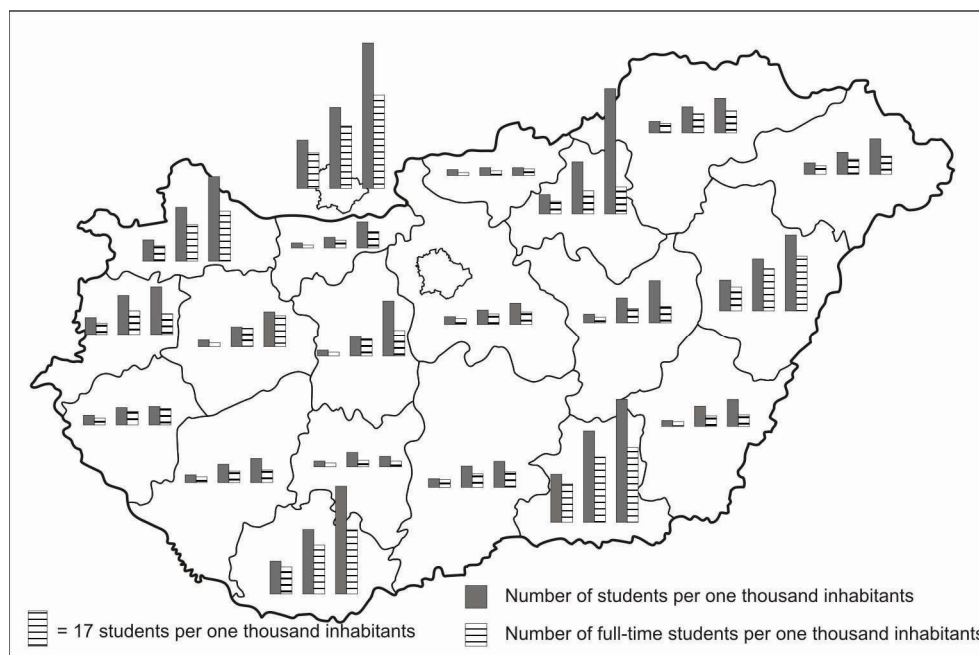 Number of students per one thousand inhabitants
= 17 students per one thousand inhabitants
Number of full-time students per one thousand inhabitants